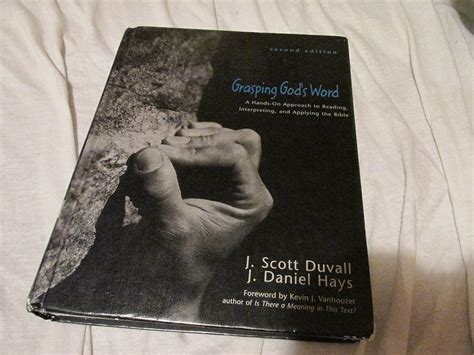 second edition
Grasping God's Word
A Hands-On Approach to Reading,
Interpreting, and Applying the Bible
J. Scott Duvall
J. Daniel Hays
Foreword by Kevin J. Vanhoozer
author of Is There a Meaning in This Text?